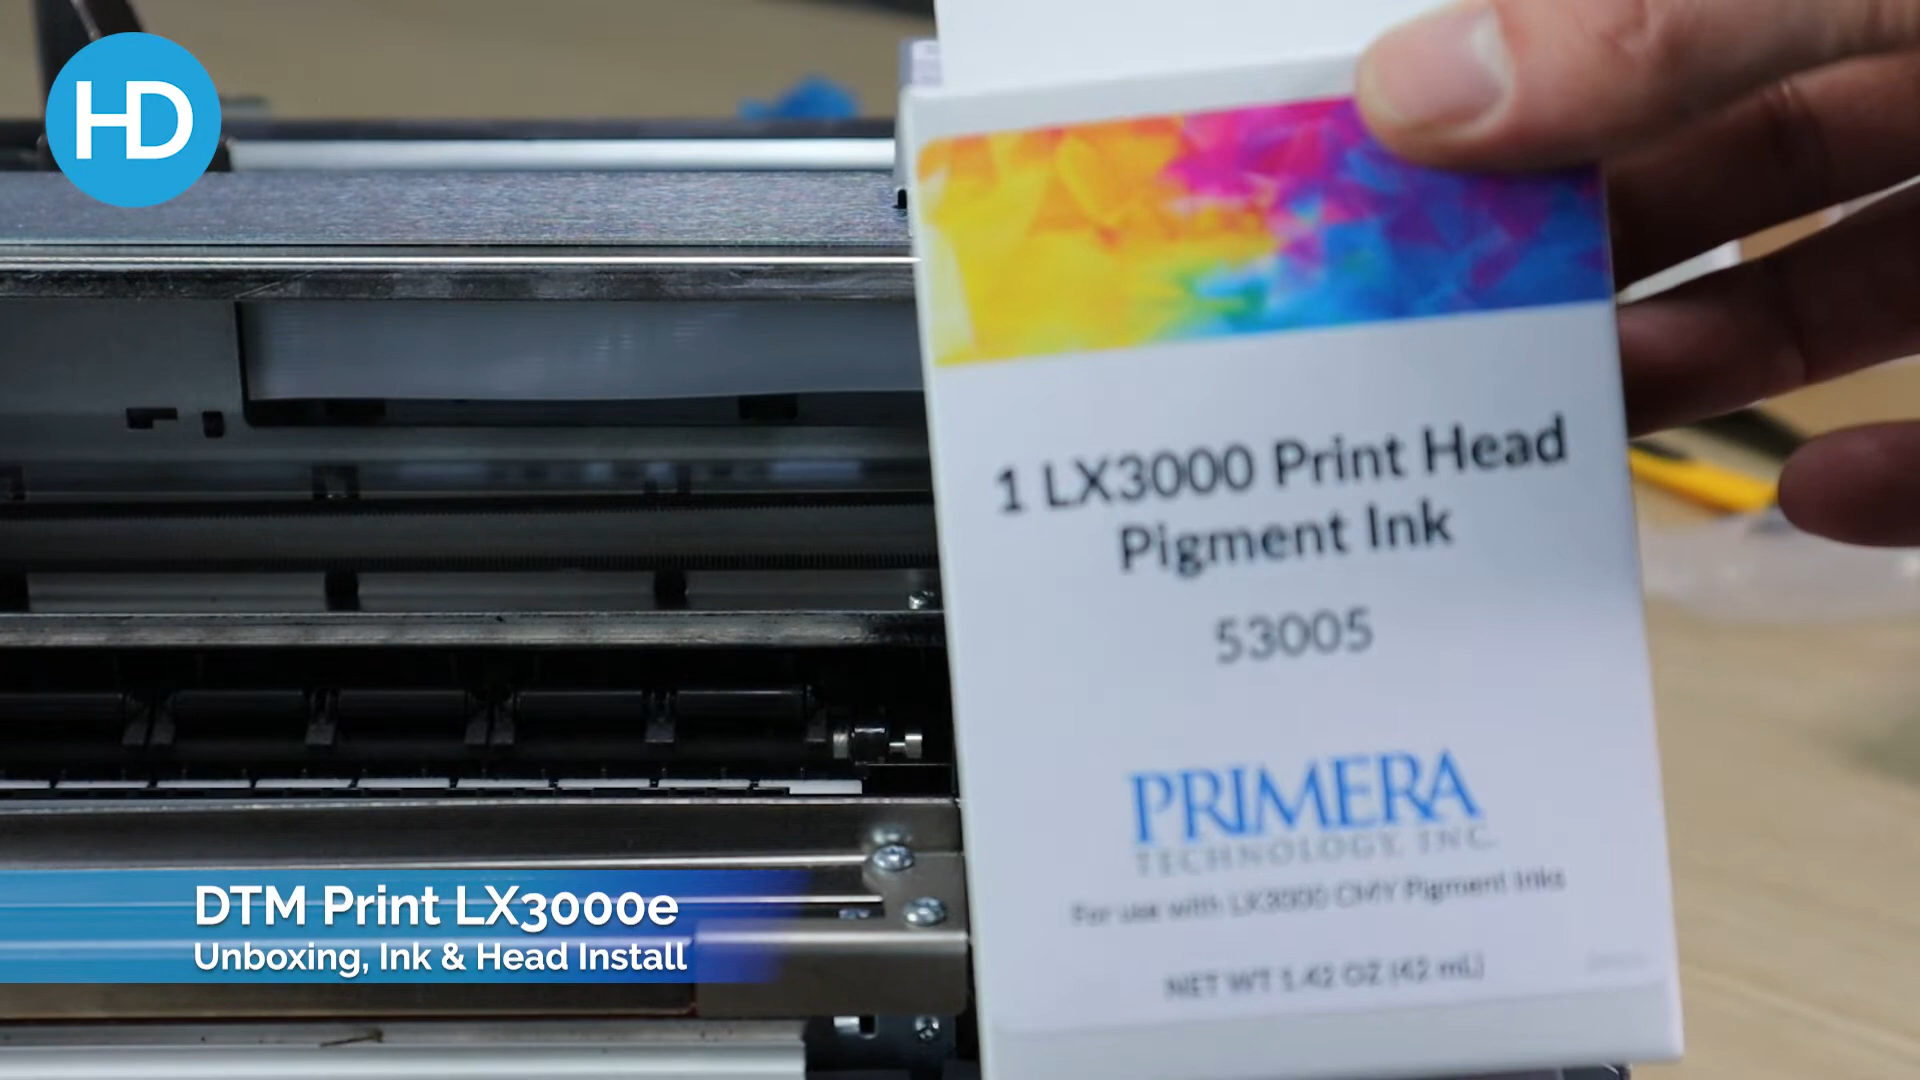 HD
1 LX3000 Print Head
Pigment Ink
53005
PRIMERA
TECHNOLOGY, INC.
For use with LX3000 CMY Pigment Inks
NET WT 1.42 OZ (42 mL)
DTM Print LX3000e
Unboxing, Ink & Head Install